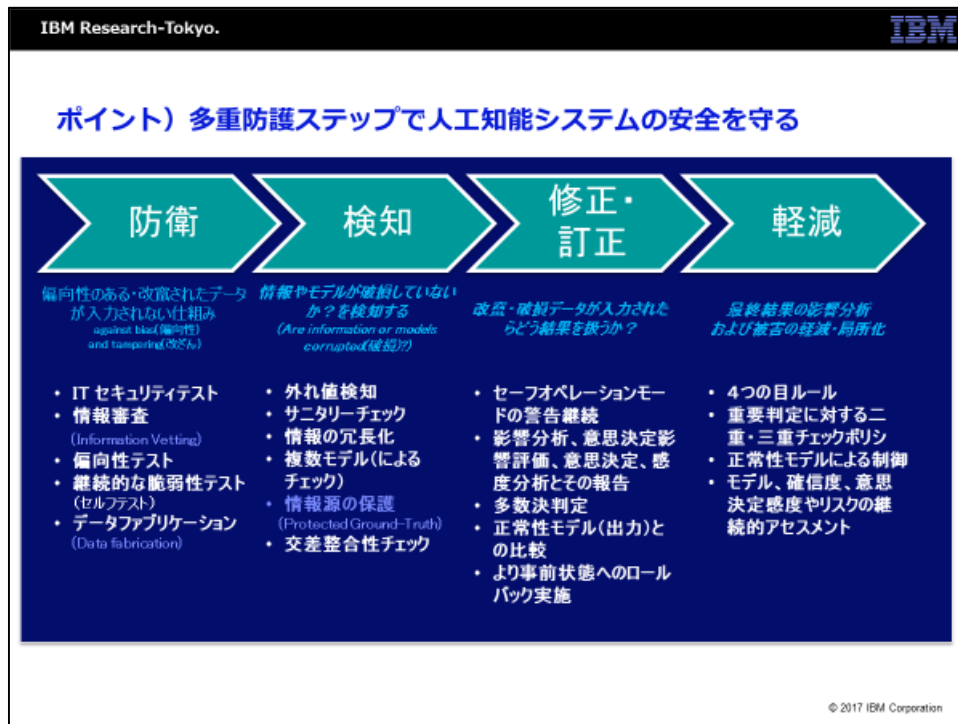 IBM Research-Tokyo.
IBM
ポイント）多重防護ステップで人工知能システムの安全を守る
防衛
検知
修正・
訂正
軽減
偏向性のある・改竄されたデータ
が入力されない仕組み
against bias(偏向性)
and tampering(改ざん)
情報やモデルが破損していない
か？を検知する
(Are information or models
corrupted(破損)?)
改竄・破損データが入力された
らどう結果を扱うか？
最終結果の影響分析
および被害の軽減・局所化
• IT セキュリティテスト
• 情報審査
(Information Vetting)
• 偏向性テスト
• 継続的な脆弱性テスト
(セルフテスト)
• データファブリケーション
(Data fabrication)
• 外れ値検知
• サニタリーチェック
• 情報の冗長化
• 複数モデル(による
チェック)
• 情報源の保護
(Protected Ground-Truth)
• 交差整合性チェック
• セーフオペレーションモー
ドの警告継続
• 影響分析、意思決定影
響評価、意思決定、感
度分析とその報告
• 多数決判定
• 正常性モデル(出力)と
の比較
• より事前状態へのロール
バック実施
• 4つの目ルール
• 重要判定に対する二
重・三重チェックポリシ
• 正常性モデルによる制御
• モデル、確信度、意思
決定感度やリスクの継
続的アセスメント
© 2017 IBM Corporation